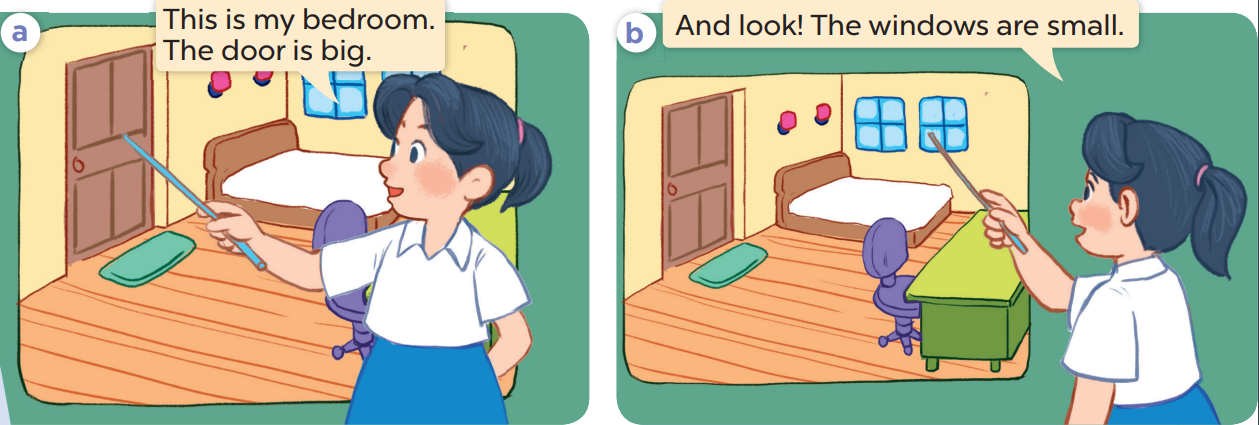 a
This is my bedroom.
The door is big.
b
And look! The windows are small.